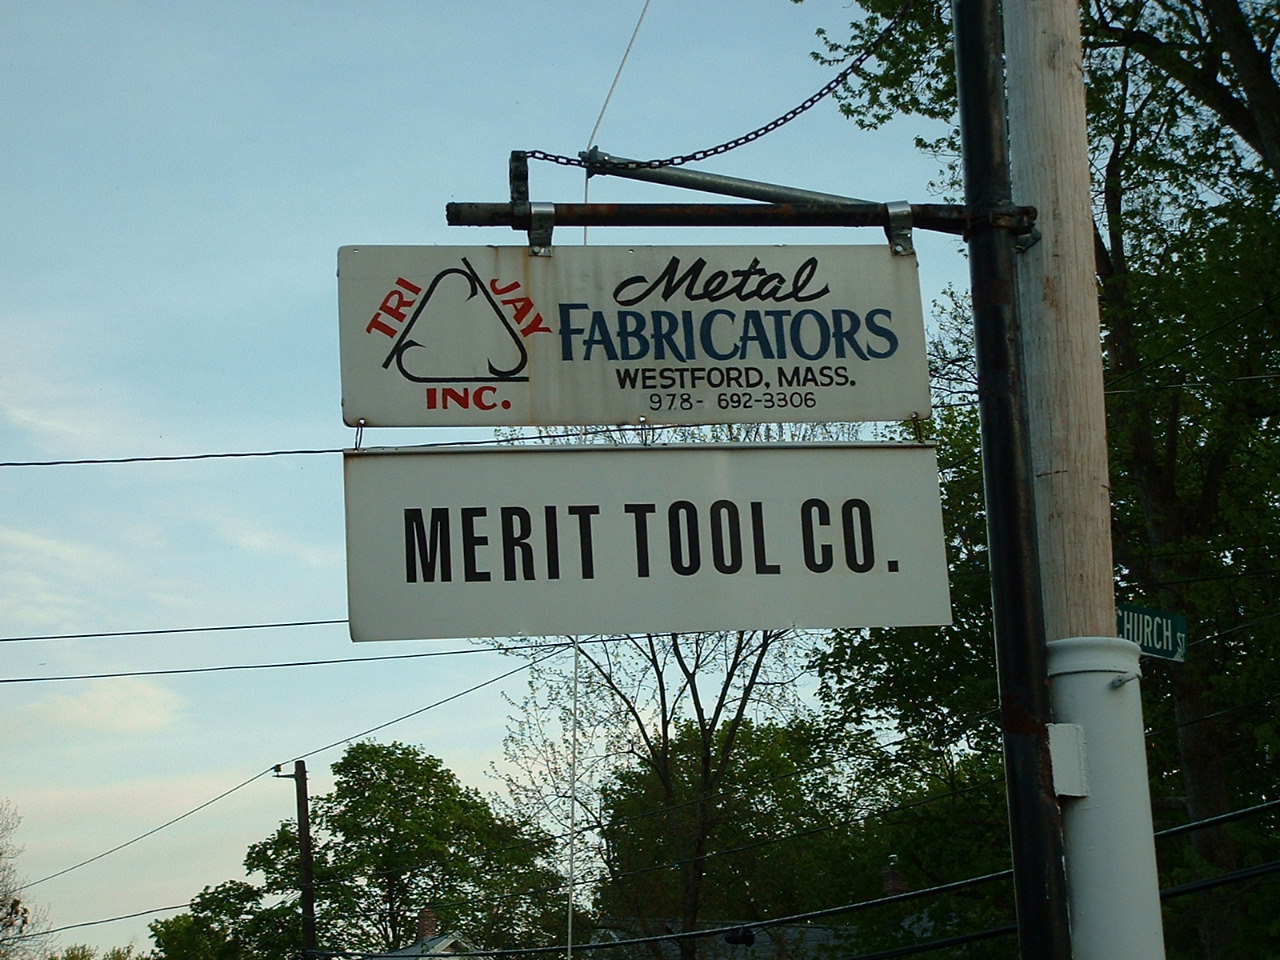 TRI JAY
INC.
Metal
FABRICATORS
WESTFORD, MASS.
978- 692-3306
MERIT TOOL CO.
CHURCH ST